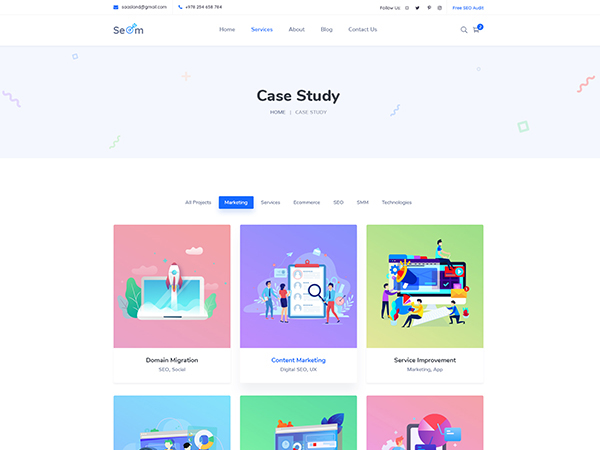 saasland@gmail.com +978 254 658 784 Follow Us Free SEO Audit
Seom Home Services About Blog Contact Us 2
Case Study
HOME | CASE STUDY
All Projects Marketing Services Ecommerce SEO SMM Technologies
Domain Migration Content Marketing Service Improvement
SEO, Social Digital SEO, UX Marketing, App